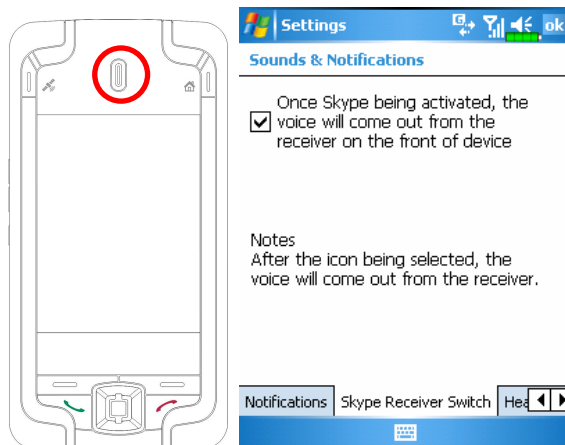 Settings
ok
Sounds & Notifications
Once Skype being activated, the
voice will come out from the
receiver on the front of device
Notes
After the icon being selected, the
voice will come out from the receiver.
Notifications
Skype Receiver Switch
Hea